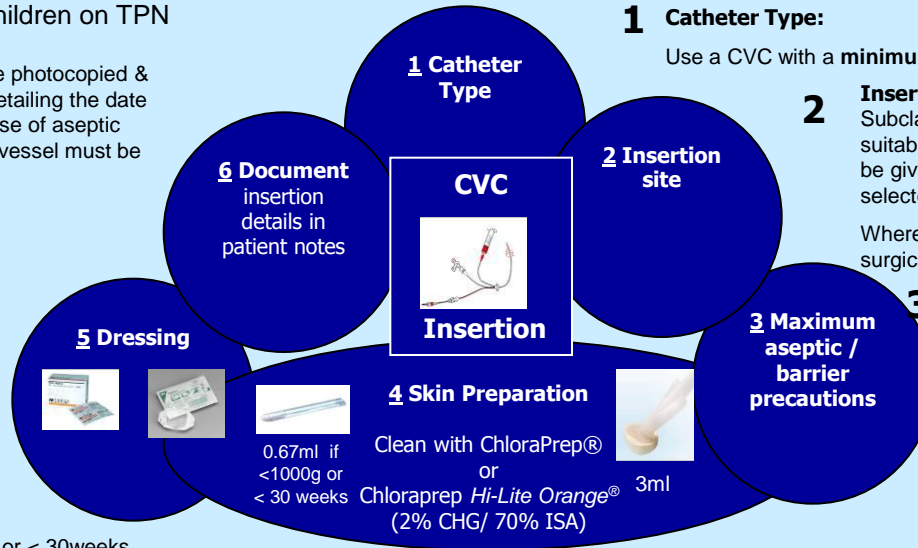 hildren on TPN
e photocopied &
etailing the date
se of aseptic
vessel must be
1 Catheter Type:
Use a CVC with a minimu
2 Insert
Subcla
suitab
be giv
selecte
Where
surgic
3
1 Catheter
Type
2 Insertion
site
3 Maximum
aseptic /
barrier
precautions
4 Skin Preparation
Clean with ChloraPrep®
or
Chloraprep Hi-Lite Orange®
(2% CHG/ 70% ISA)
0.67ml if
<1000g or
< 30 weeks
3ml
5 Dressing
6 Document
insertion
details in
patient notes
CVC
Insertion
or < 30weeks